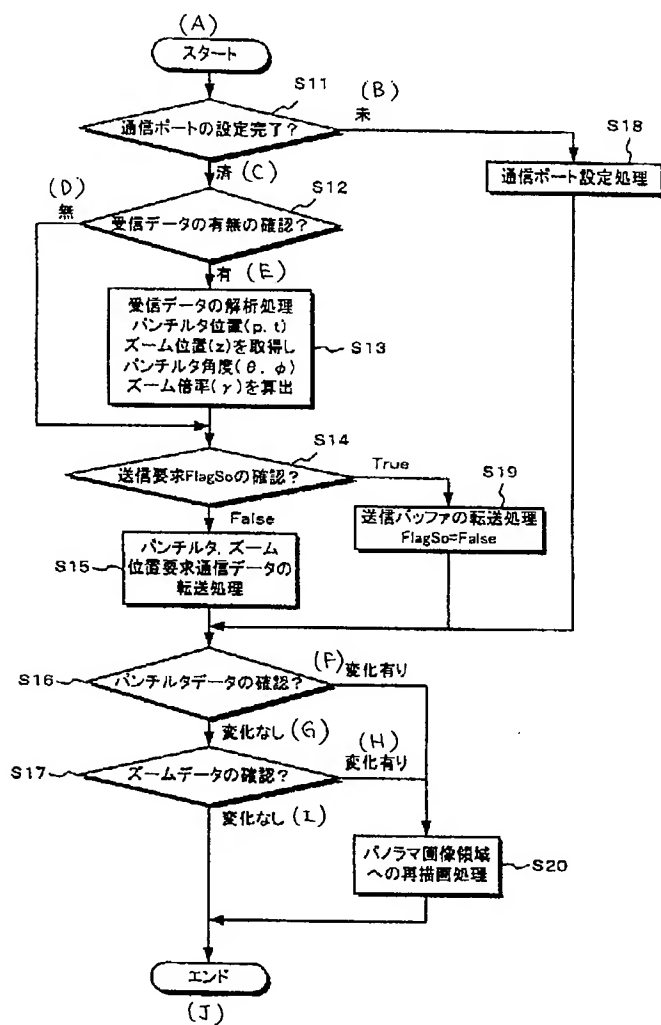 (A)
スタート
S11
(B)
未
通信ポートの設定完了?
S18
通信ポート設定処理
済 (C)
(D)
無
S12
受信データの有無の確認?
有 (E)
受信データの解析処理
パンチルタ位置(p, t)
ズーム位置(z)を取得し
パンチルタ角度(θ, φ)
ズーム倍率(γ)を算出
S13
S14
送信要求FlagSoの確認?
True
S19
送信バッファの転送処理
FlagSo=False
False
S15
パンチルタ, ズーム
位置要求通信データの
転送処理
S16
パンチルタデータの確認?
(F)変化有り
変化なし (G)
(H)
変化有り
S17
ズームデータの確認?
変化なし (I)
パノラマ画像領域
への再描画処理
S20
エンド
(J)